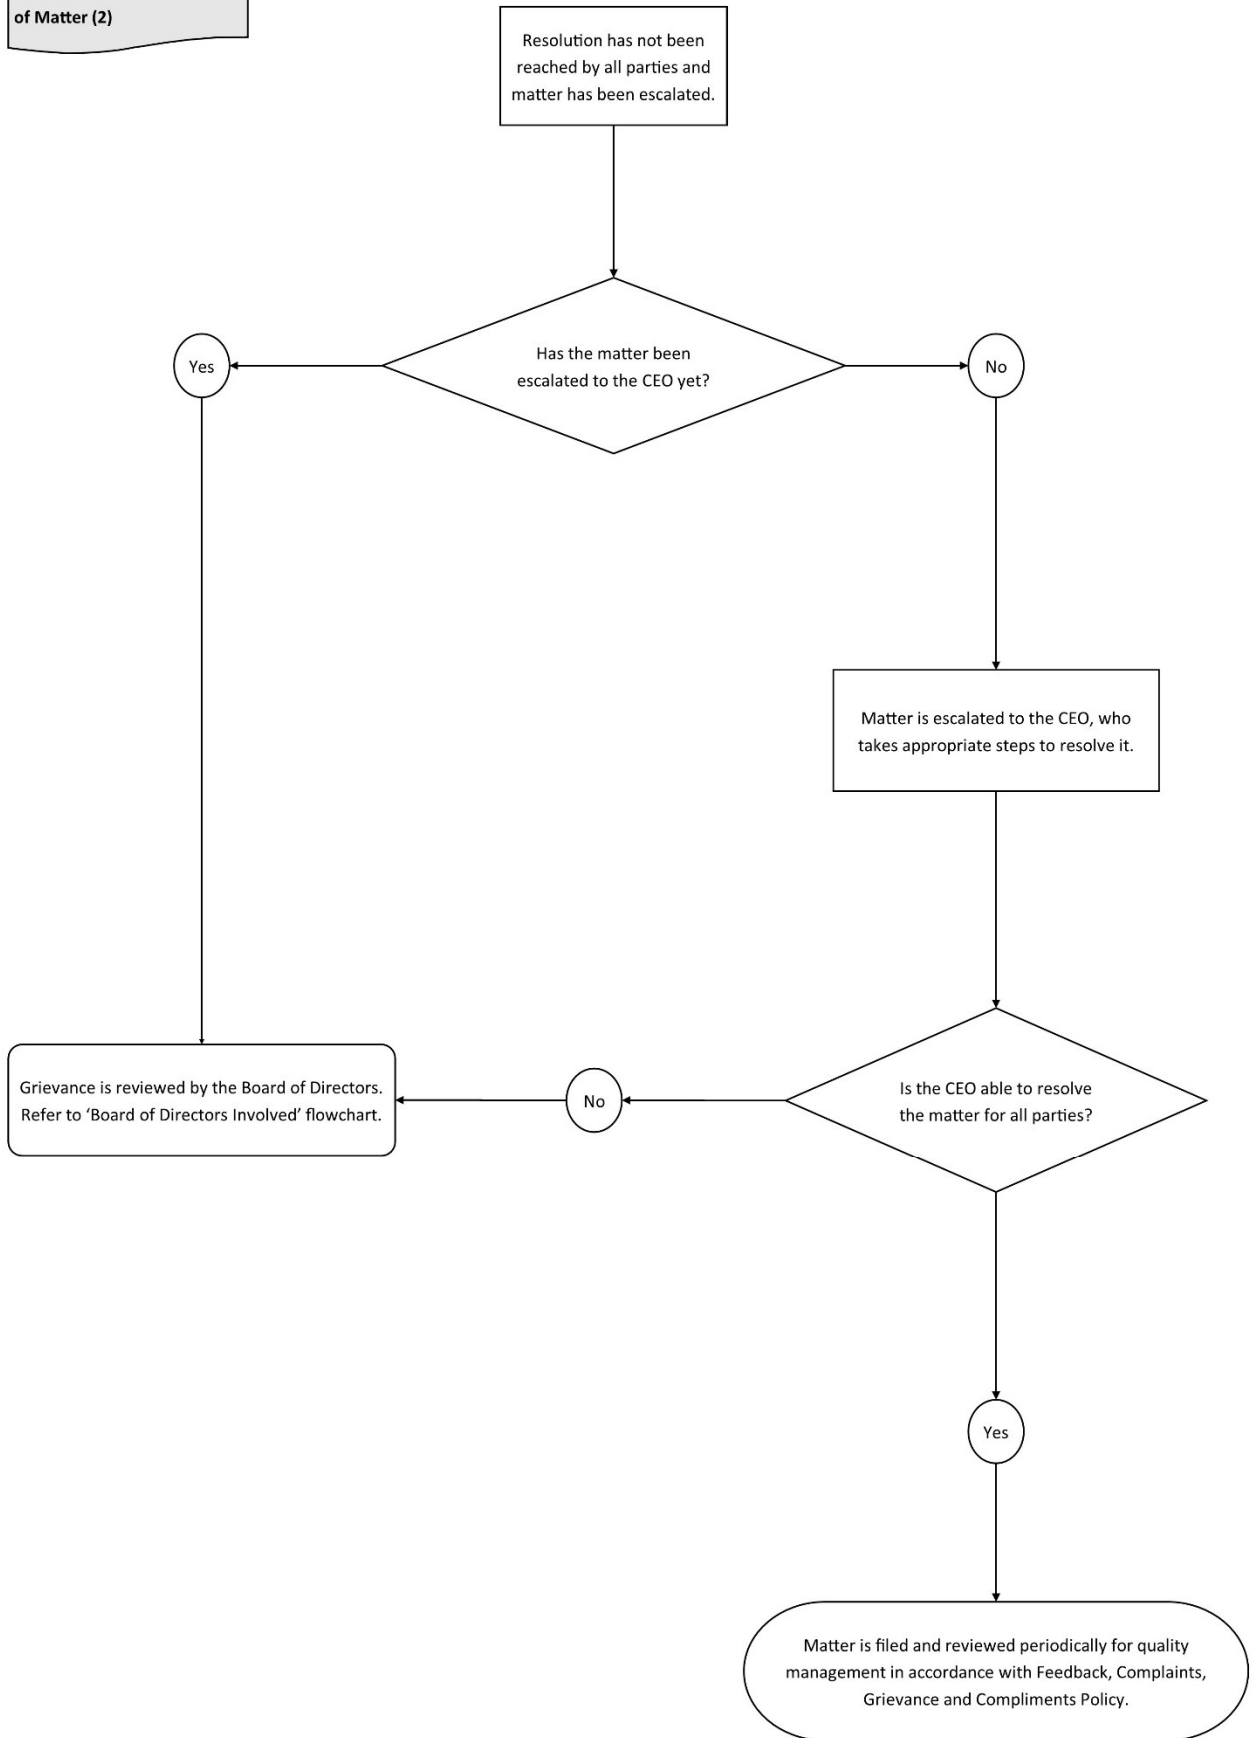 of Matter (2)
Resolution has not been
reached by all parties and
matter has been escalated.
Has the matter been
escalated to the CEO yet?
Yes
No
Matter is escalated to the CEO, who
takes appropriate steps to resolve it.
Is the CEO able to resolve
the matter for all parties?
No
Grievance is reviewed by the Board of Directors.
Refer to ‘Board of Directors Involved’ flowchart.
Yes
Matter is filed and reviewed periodically for quality
management in accordance with Feedback, Complaints,
Grievance and Compliments Policy.